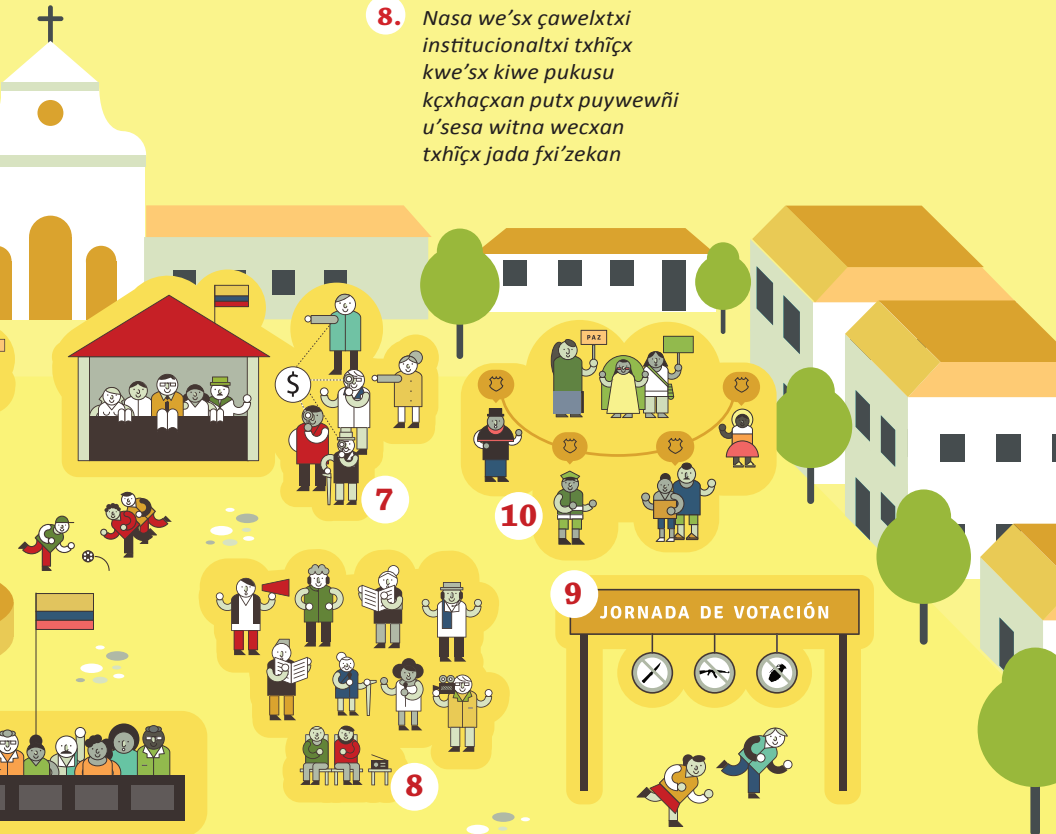 8. Nasa we'sx çawelxtxi
institucionaltxi txhĩçx
kwe'sx kiwe pukusu
kçxhaçxan putx puywewñi
u'sesa witna wecxan
txhĩçx jada fxi'zekan
PAZ
$
7
10
9
JORNADA DE VOTACIÓN
8